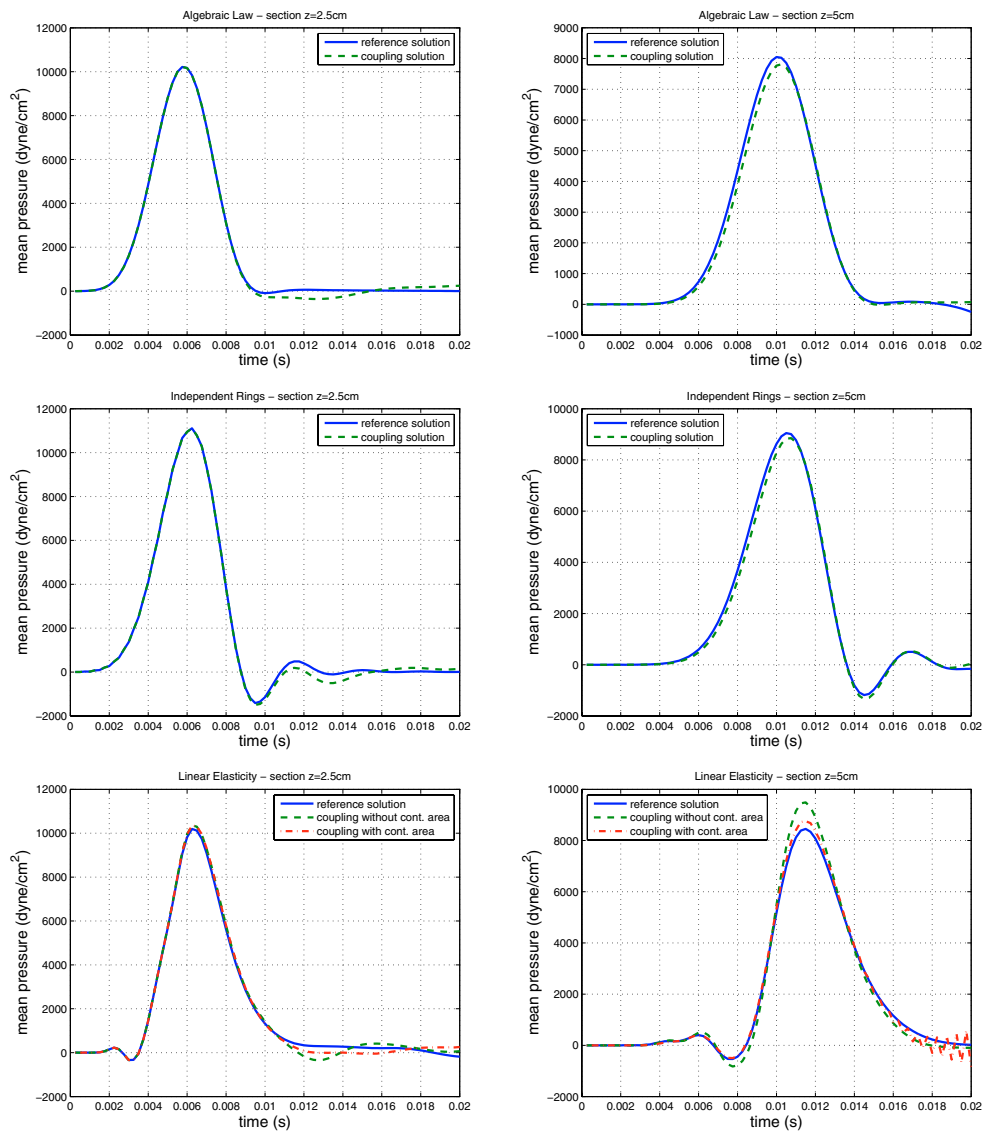 Algebraic Law − section z=2.5cm
12000
10000
8000
6000
4000
2000
0
−2000
mean pressure (dyne/cm²)
reference solution
coupling solution
0 0.002 0.004 0.006 0.008 0.01 0.012 0.014 0.016 0.018 0.02
time (s)
Algebraic Law − section z=5cm
9000
8000
7000
6000
5000
4000
3000
2000
1000
0
−1000
mean pressure (dyne/cm²)
reference solution
coupling solution
0 0.002 0.004 0.006 0.008 0.01 0.012 0.014 0.016 0.018 0.02
time (s)
Independent Rings − section z=2.5cm
12000
10000
8000
6000
4000
2000
0
−2000
mean pressure (dyne/cm²)
reference solution
coupling solution
0 0.002 0.004 0.006 0.008 0.01 0.012 0.014 0.016 0.018 0.02
time (s)
Independent Rings − section z=5cm
10000
8000
6000
4000
2000
0
−2000
mean pressure (dyne/cm²)
reference solution
coupling solution
0 0.002 0.004 0.006 0.008 0.01 0.012 0.014 0.016 0.018 0.02
time (s)
Linear Elasticity − section z=2.5cm
12000
10000
8000
6000
4000
2000
0
−2000
mean pressure (dyne/cm²)
reference solution
coupling without cont. area
coupling with cont. area
0 0.002 0.004 0.006 0.008 0.01 0.012 0.014 0.016 0.018 0.02
time (s)
Linear Elasticity − section z=5cm
10000
8000
6000
4000
2000
0
−2000
mean pressure (dyne/cm²)
reference solution
coupling without cont. area
coupling with cont. area
0 0.002 0.004 0.006 0.008 0.01 0.012 0.014 0.016 0.018 0.02
time (s)